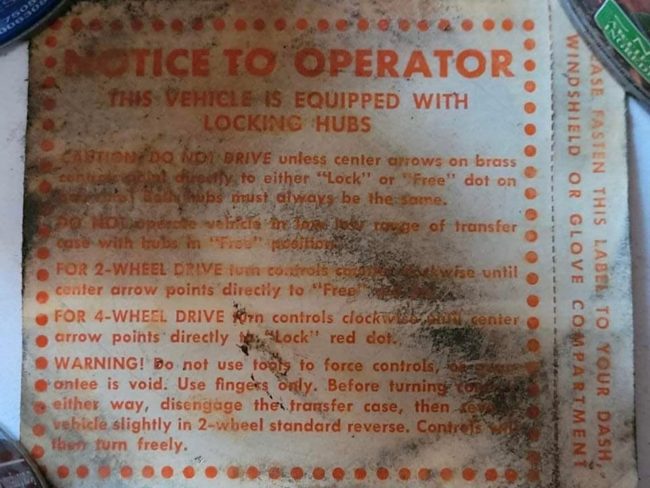 NOTICE TO OPERATOR
THIS VEHICLE IS EQUIPPED WITH
LOCKING HUBS
CAUTION: DO NOT DRIVE unless center arrows on brass
controls point directly to either "Lock" or "Free" dot on
hubs must always be the same.
DO NOT operate vehicle in low range of transfer
case with hubs in "Free" position.
FOR 2-WHEEL DRIVE turn controls until
center arrow points directly to "Free"
FOR 4-WHEEL DRIVE turn controls clockwise until center
arrow points directly to "Lock" red dot.
WARNING! Do not use tools to force controls,
antee is void. Use fingers only. Before turning
either way, disengage the transfer case, then
vehicle slightly in 2-wheel standard reverse. Controls will
then turn freely.
FASTEN THIS LABEL TO YOUR DASH,
WINDSHIELD OR GLOVE COMPARTMENT